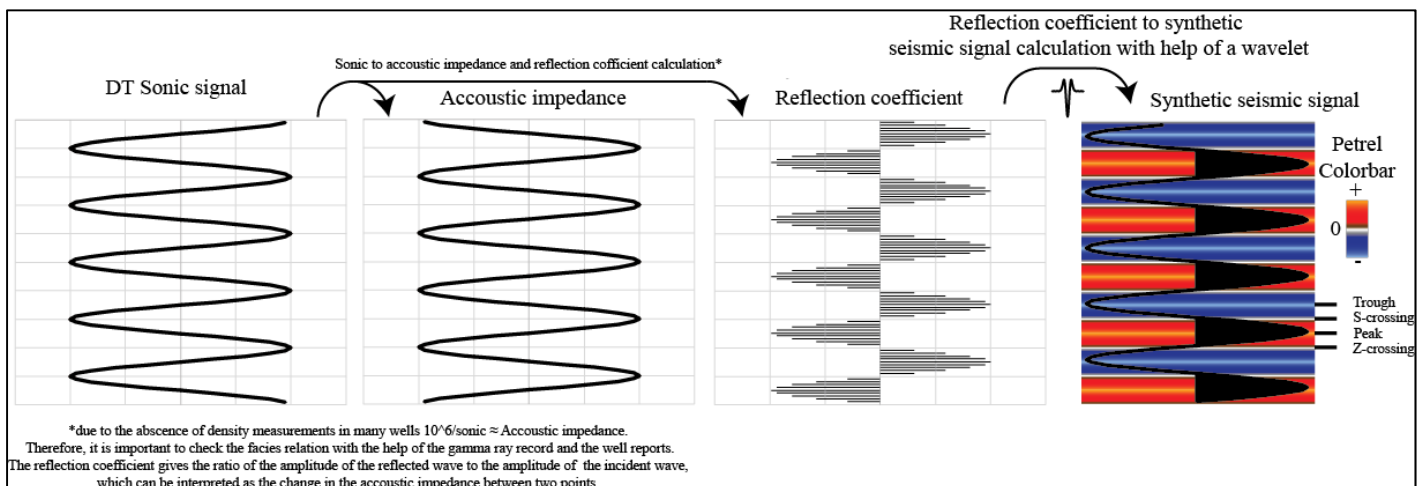 Reflection coefficient to synthetic
seismic signal calculation with help of a wavelet
Sonic to accoustic impedance and reflection cofficient calculation*
DT Sonic signal
Accoustic impedance
Reflection coefficient
Synthetic seismic signal
Petrel
Colorbar
+
0
-
Trough
S-crossing
Peak
Z-crossing
*due to the abscence of density measurements in many wells 10^6/sonic ≈ Accoustic impedance.
Therefore, it is important to check the facies relation with the help of the gamma ray record and the well reports.
The reflection coefficient gives the ratio of the amplitude of the reflected wave to the amplitude of the incident wave,
which can be interpreted as the change in the accoustic impedance between two points